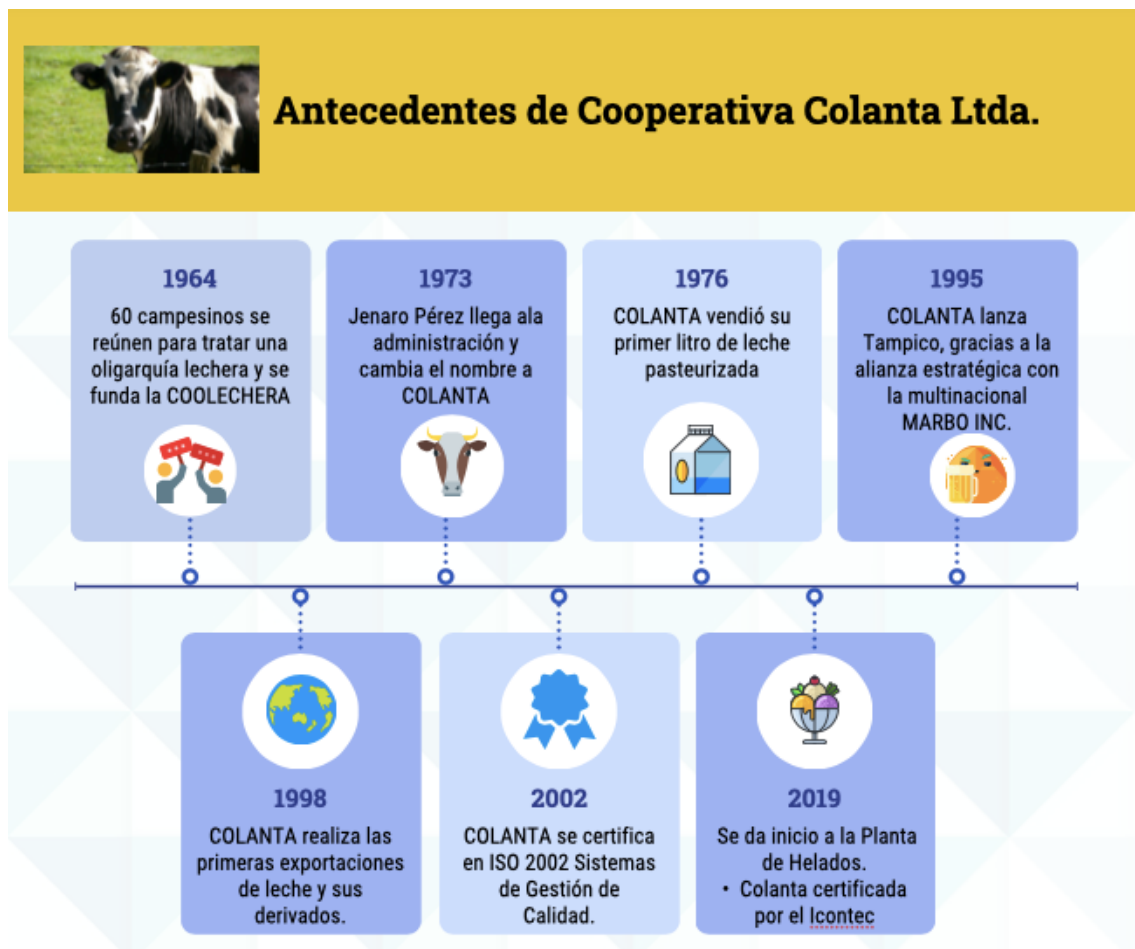 Antecedentes de Cooperativa Colanta Ltda.
1964
60 campesinos se
reúnen para tratar una
oligarquía lechera y se
funda la COOLECHERA
1973
Jenaro Pérez llega ala
administración y
cambia el nombre a
COLANTA
1976
COLANTA vendió su
primer litro de leche
pasteurizada
1995
COLANTA lanza
Tampico, gracias a la
alianza estratégica con
la multinacional
MARBO INC.
1998
COLANTA realiza las
primeras exportaciones
de leche y sus
derivados.
2002
COLANTA se certifica
en ISO 2002 Sistemas
de Gestión de
Calidad.
2019
Se da inicio a la Planta
de Helados.
• Colanta certificada
por el Icontec